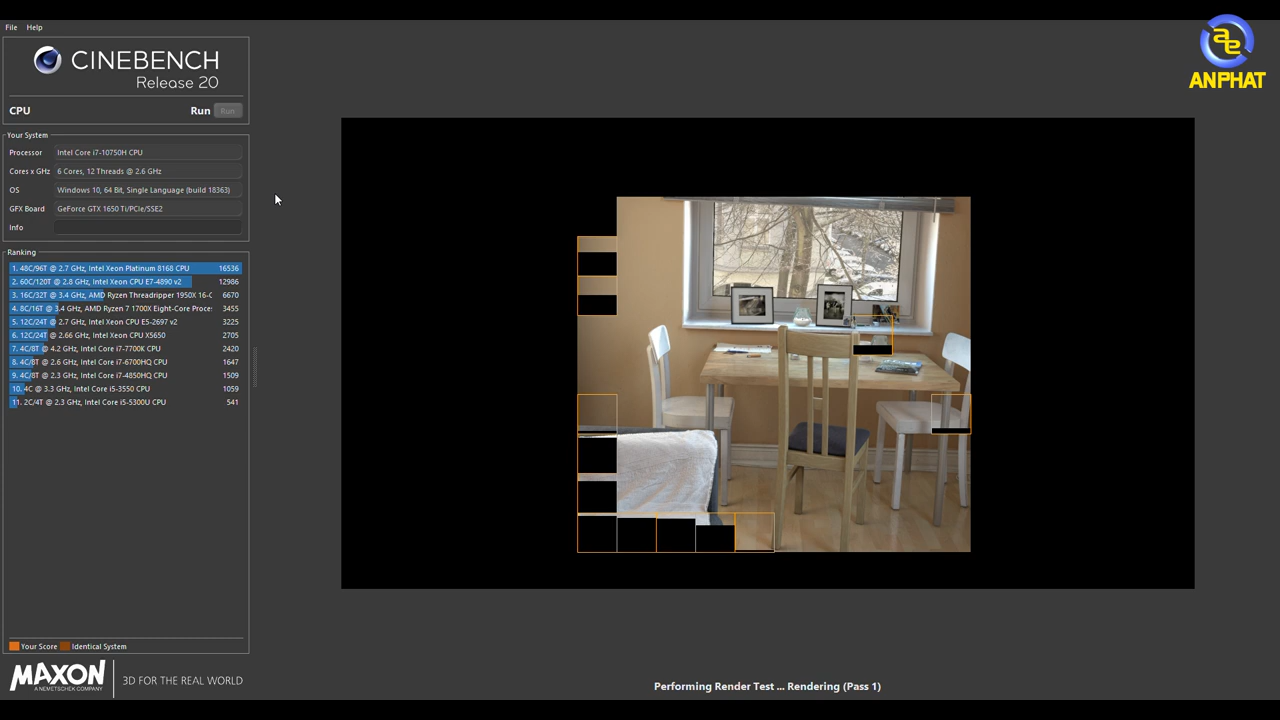 File Help
CINEBENCH
Release 20
CPU Run Run
Your System
Processor Intel Core i7-10750H CPU
Cores x GHz 6 Cores, 12 Threads @ 2.6 GHz
OS Windows 10, 64 Bit, Single Language (build 18363)
GFX Board GeForce GTX 1650 Ti/PCIe/SSE2
Info
Ranking
1. 48C/96T @ 2.7 GHz, Intel Xeon Platinum 8168 CPU 16536
2. 60C/120T @ 2.8 GHz, Intel Xeon CPU E7-4890 v2 12986
3. 16C/32T @ 3.4 GHz, AMD Ryzen Threadripper 1950X 16-C 6670
4. 8C/16T @ 3.4 GHz, AMD Ryzen 7 1700X Eight-Core Proce: 3455
5. 12C/24T @ 2.7 GHz, Intel Xeon CPU E5-2697 v2 3225
6. 12C/24T @ 2.66 GHz, Intel Xeon CPU X5650 2705
7. 4C/8T @ 4.2 GHz, Intel Core i7-7700K CPU 2420
8. 4C/8T @ 2.6 GHz, Intel Core i7-6700HQ CPU 1647
9. 4C/8T @ 2.3 GHz, Intel Core i7-4850HQ CPU 1509
10. 4C @ 3.3 GHz, Intel Core i5-3550 CPU 1059
11. 2C/4T @ 2.3 GHz, Intel Core i5-5300U CPU 541
Your Score Identical System
MAXON
A NEMETSCHEK COMPANY
3D FOR THE REAL WORLD
ae
ANPHAT
Performing Render Test ... Rendering (Pass 1)